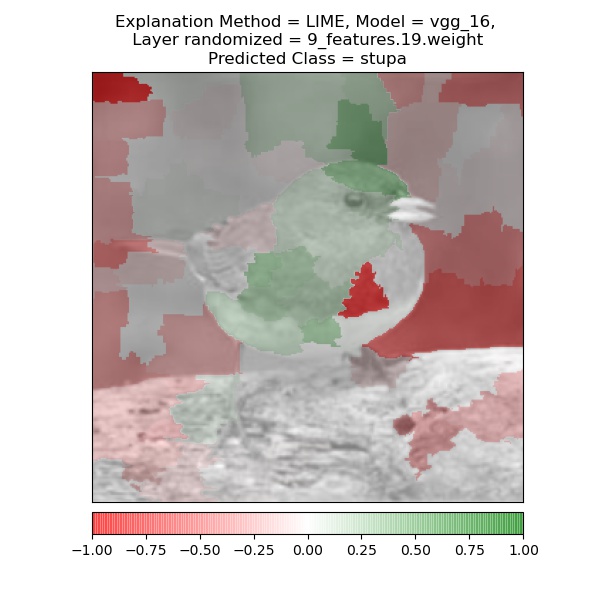 Explanation Method = LIME, Model = vgg_16,
Layer randomized = 9_features.19.weight
Predicted Class = stupa
−1.00 −0.75 −0.50 −0.25 0.00 0.25 0.50 0.75 1.00